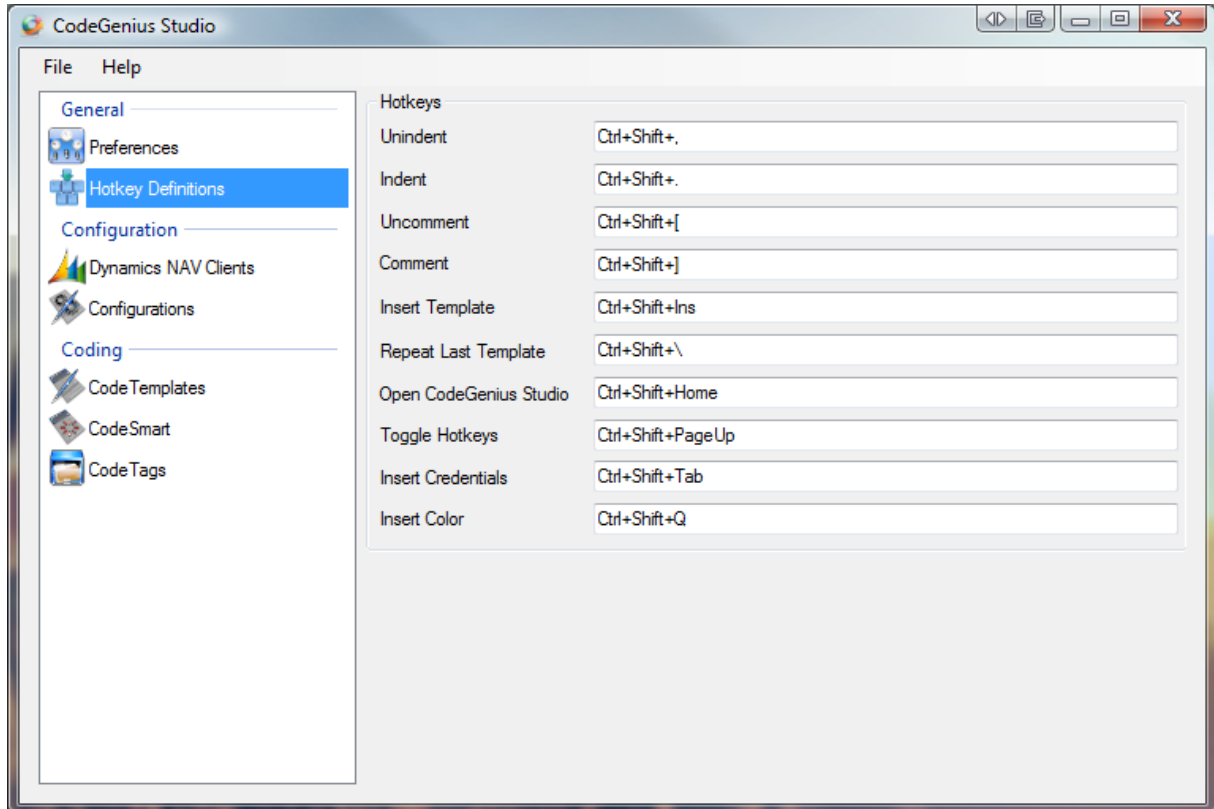 CodeGenius Studio
File Help
General
Preferences
Hotkey Definitions
Configuration
Dynamics NAV Clients
Configurations
Coding
CodeTemplates
CodeSmart
CodeTags
Hotkeys
Unindent Ctrl+Shift+,
Indent Ctrl+Shift+.
Uncomment Ctrl+Shift+[
Comment Ctrl+Shift+]
Insert Template Ctrl+Shift+Ins
Repeat Last Template Ctrl+Shift+\
Open CodeGenius Studio Ctrl+Shift+Home
Toggle Hotkeys Ctrl+Shift+PageUp
Insert Credentials Ctrl+Shift+Tab
Insert Color Ctrl+Shift+Q